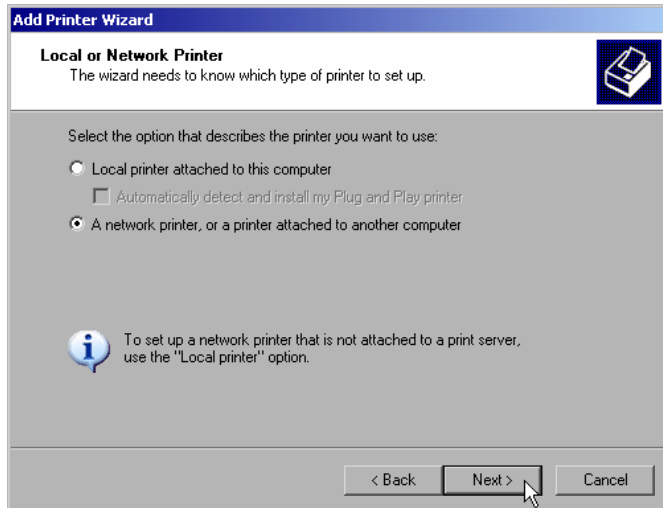 Add Printer Wizard
Local or Network Printer
The wizard needs to know which type of printer to set up.
Select the option that describes the printer you want to use:
Local printer attached to this computer
Automatically detect and install my Plug and Play printer
A network printer, or a printer attached to another computer
To set up a network printer that is not attached to a print server,
use the "Local printer" option.
< Back
Next >
Cancel